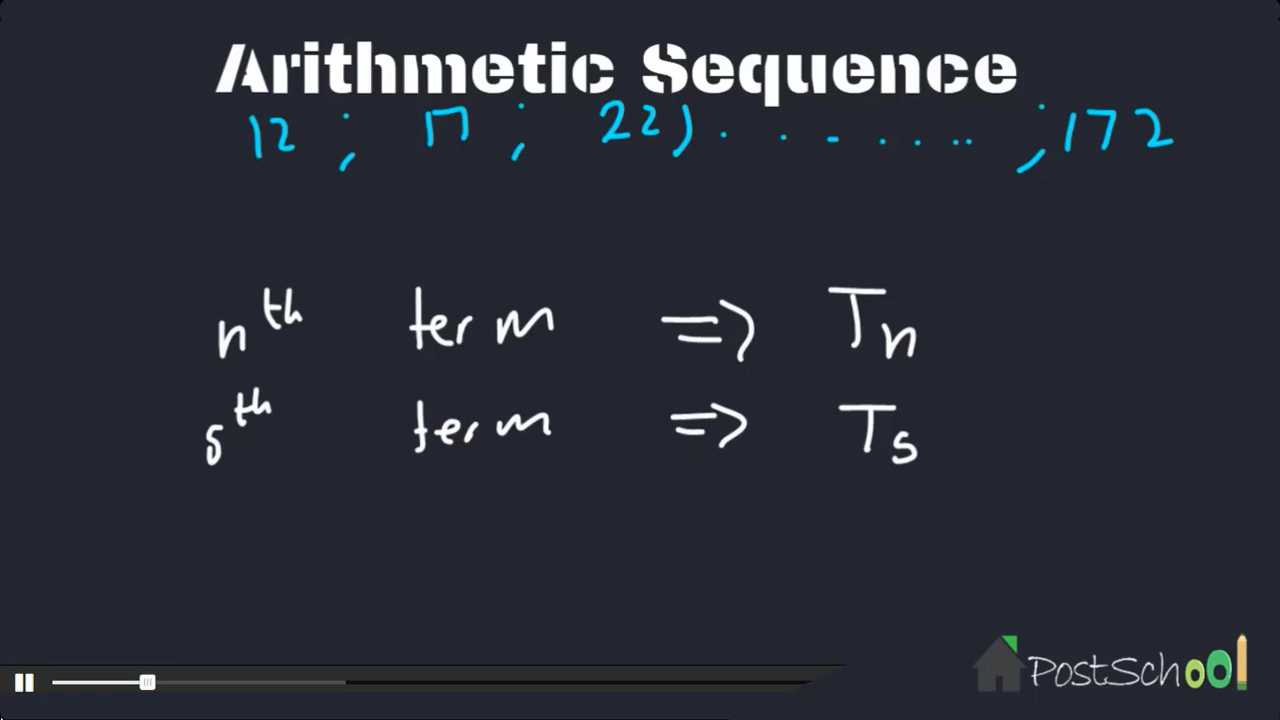 Arithmetic Sequence
12 ; 17 ; 22 ; . . . . . . . ; 172
nth term => Tn
5th term => T5
PostSchool